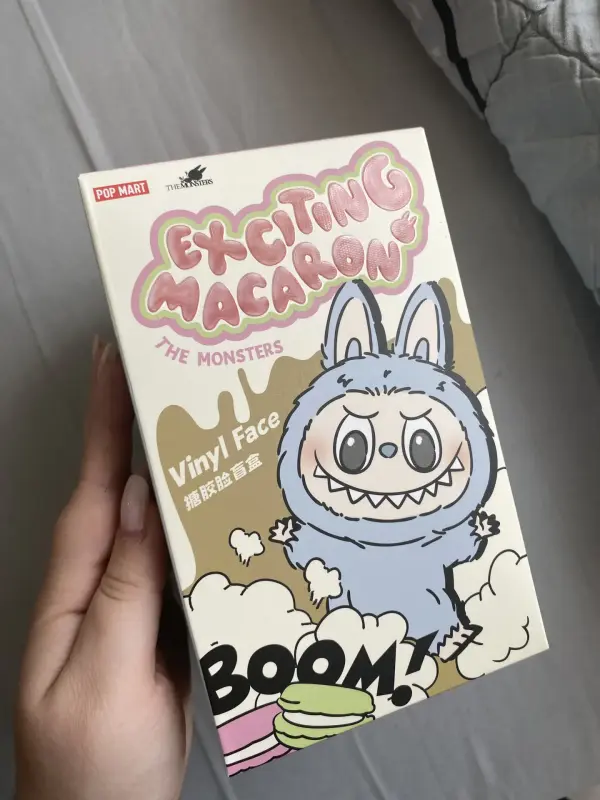 POP MART
THE MONSTERS
EXCITING
MACARON
THE MONSTERS
Vinyl Face
搪胶脸盲盒
BOOM!